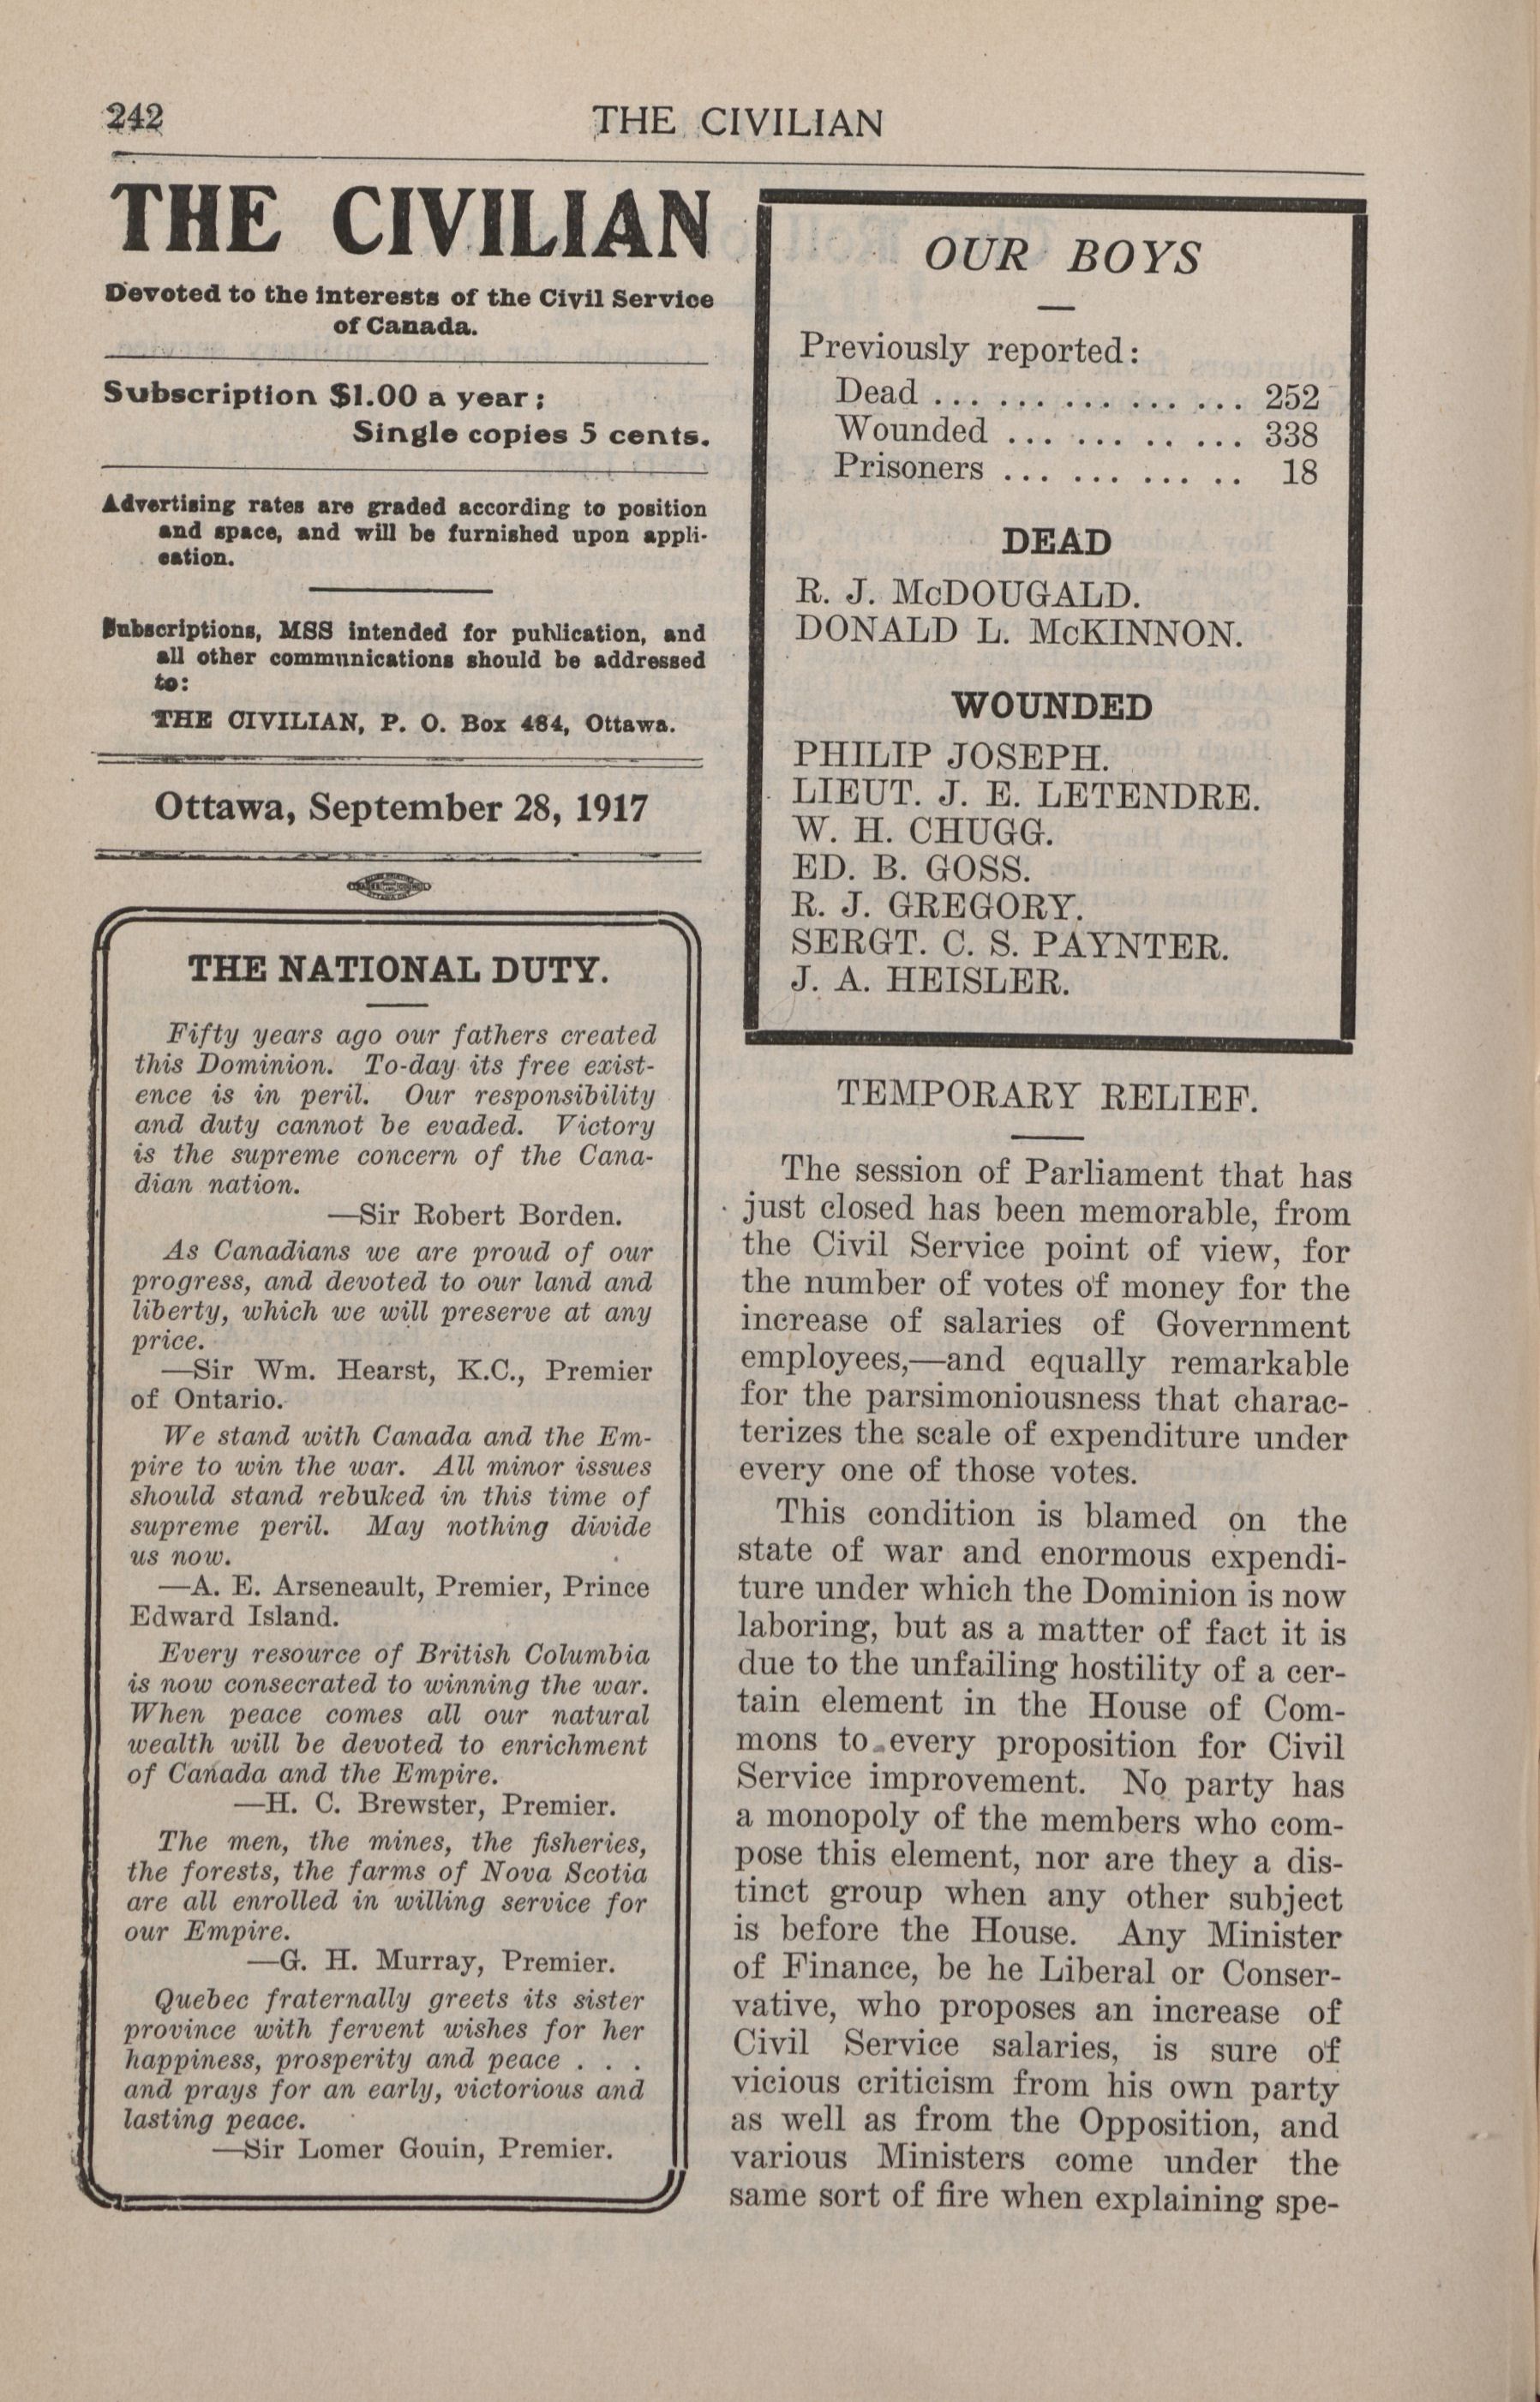 242
THE CIVILIAN
THE CIVILIAN
Devoted to the interests of the Civil Service
of Canada.
Subscription $1.00 a year;
Single copies 5 cents.
Advertising rates are graded according to position
and space, and will be furnished upon appli-
cation.
Subscriptions, MSS intended for publication, and
all other communications should be addressed
to:
THE CIVILIAN, P. O. Box 484, Ottawa.
Ottawa, September 28, 1917
THE NATIONAL DUTY.
Fifty years ago our fathers created
this Dominion. To-day its free exist-
ence is in peril. Our responsibility
and duty cannot be evaded. Victory
is the supreme concern of the Cana-
dian nation.
—Sir Robert Borden.
As Canadians we are proud of our
progress, and devoted to our land and
liberty, which we will preserve at any
price.
—Sir Wm. Hearst, K.C., Premier
of Ontario.
We stand with Canada and the Em-
pire to win the war. All minor issues
should stand rebuked in this time of
supreme peril. May nothing divide
us now.
—A. E. Arseneault, Premier, Prince
Edward Island.
Every resource of British Columbia
is now consecrated to winning the war.
When peace comes all our natural
wealth will be devoted to enrichment
of Canada and the Empire.
—H. C. Brewster, Premier.
The men, the mines, the fisheries,
the forests, the farms of Nova Scotia
are all enrolled in willing service for
our Empire.
—G. H. Murray, Premier.
Quebec fraternally greets its sister
province with fervent wishes for her
happiness, prosperity and peace . . .
and prays for an early, victorious and
lasting peace.
—Sir Lomer Gouin, Premier.
OUR BOYS
Previously reported:
Dead ... ... ... ... ... 252
Wounded ... ... .. ... 338
Prisoners ... ... ... .. 18
DEAD
R. J. McDOUGALD.
DONALD L. McKINNON.
WOUNDED
PHILIP JOSEPH.
LIEUT. J. E. LETENDRE.
W. H. CHUGG.
ED. B. GOSS.
R. J. GREGORY.
SERGT. C. S. PAYNTER.
J. A. HEISLER.
TEMPORARY RELIEF.
The session of Parliament that has
just closed has been memorable, from
the Civil Service point of view, for
the number of votes of money for the
increase of salaries of Government
employees,—and equally remarkable
for the parsimoniousness that charac-
terizes the scale of expenditure under
every one of those votes.
This condition is blamed on the
state of war and enormous expendi-
ture under which the Dominion is now
laboring, but as a matter of fact it is
due to the unfailing hostility of a cer-
tain element in the House of Com-
mons to every proposition for Civil
Service improvement. No party has
a monopoly of the members who com-
pose this element, nor are they a dis-
tinct group when any other subject
is before the House. Any Minister
of Finance, be he Liberal or Conser-
vative, who proposes an increase of
Civil Service salaries, is sure of
vicious criticism from his own party
as well as from the Opposition, and
various Ministers come under the
same sort of fire when explaining spe-